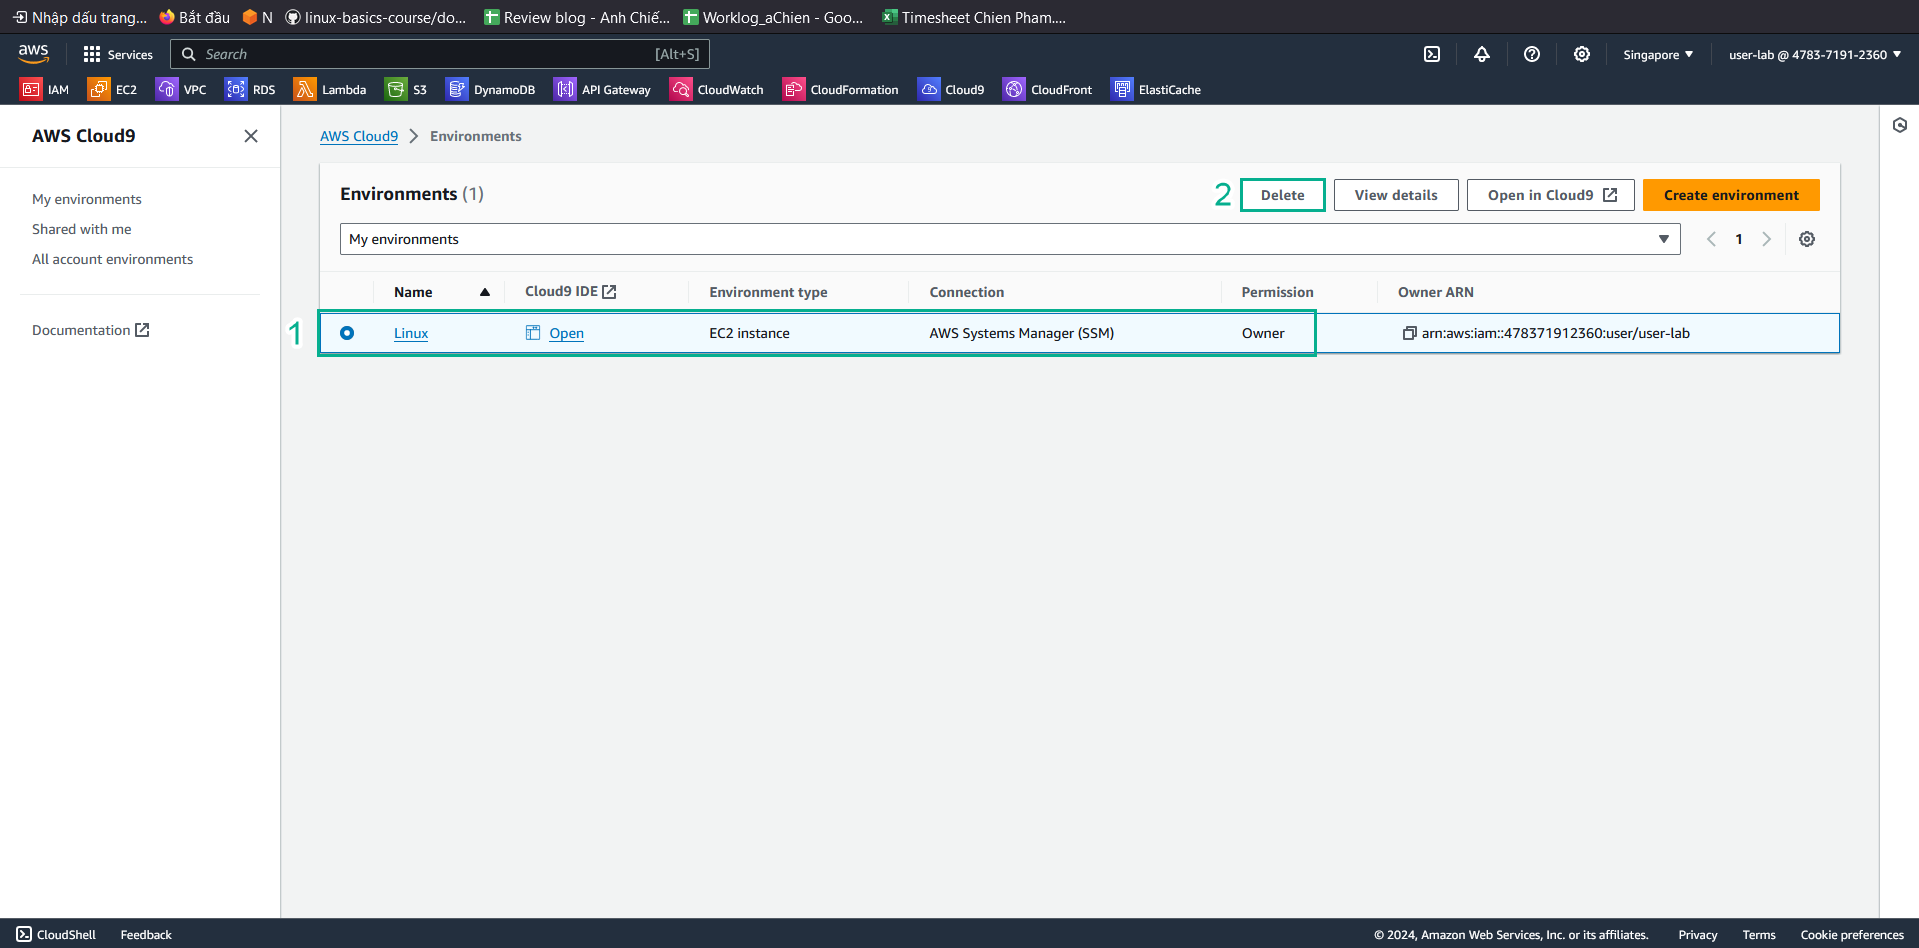 Nhập dấu trang... Bắt đầu N linux-basics-course/do... Review blog - Anh Chiế... Worklog_aChien - Goo... Timesheet Chien Pham....
aws Services Search [Alt+S] Singapore user-lab @ 4783-7191-2360
IAM EC2 VPC RDS Lambda S3 DynamoDB API Gateway CloudWatch CloudFormation Cloud9 CloudFront ElastiCache
AWS Cloud9
My environments
Shared with me
All account environments
Documentation
AWS Cloud9 Environments
Environments (1) 2 Delete View details Open in Cloud9 Create environment
My environments 1
Name Cloud9 IDE Environment type Connection Permission Owner ARN
1 Linux Open EC2 instance AWS Systems Manager (SSM) Owner arn:aws:iam::478371912360:user/user-lab
CloudShell Feedback © 2024, Amazon Web Services, Inc. or its affiliates. Privacy Terms Cookie preferences